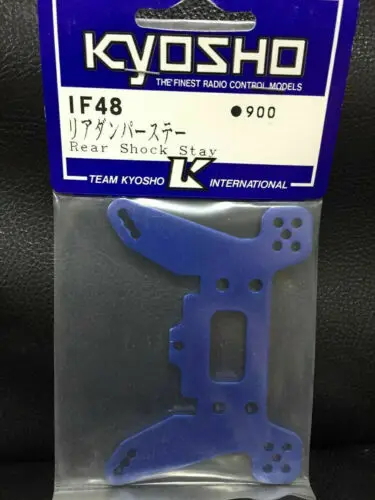 KYOSHO
THE FINEST RADIO CONTROL MODELS
IF48
●900
リアダンパーステー
Rear Shock Stay
TEAM KYOSHO K INTERNATIONAL